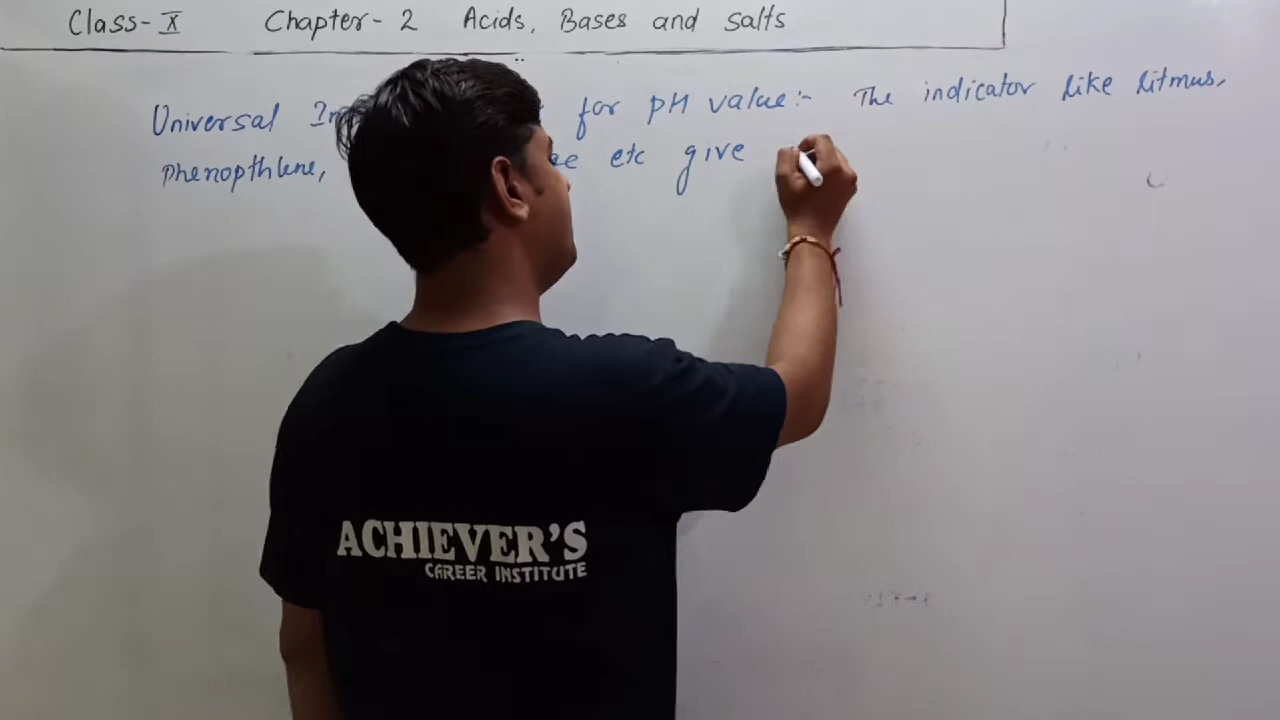 Class- X Chapter- 2 Acids, Bases and salts
Universal for pH value:- The indicator like litmus,
Phenopthlene, etc give
ACHIEVER'S
CAREER INSTITUTE